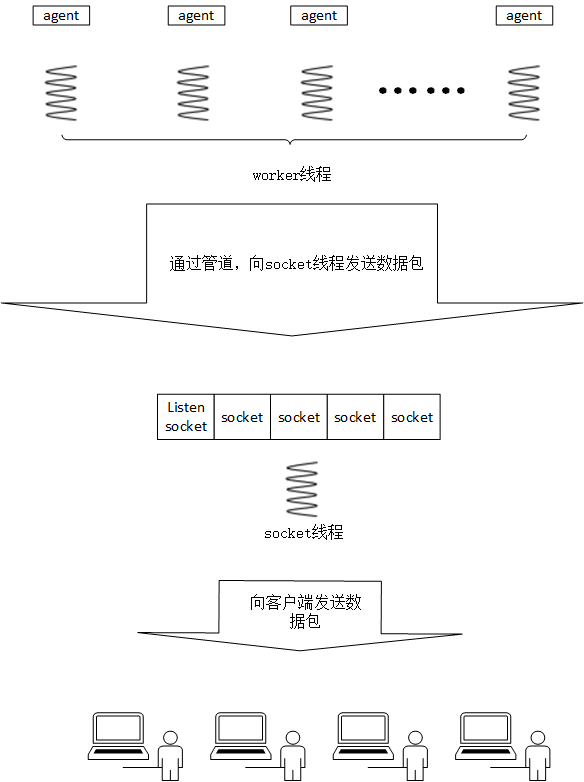 agent
agent
agent
agent
worker线程
通过管道，向socket线程发送数据包
Listen
socket
socket
socket
socket
socket
socket线程
向客户端发送数
据包